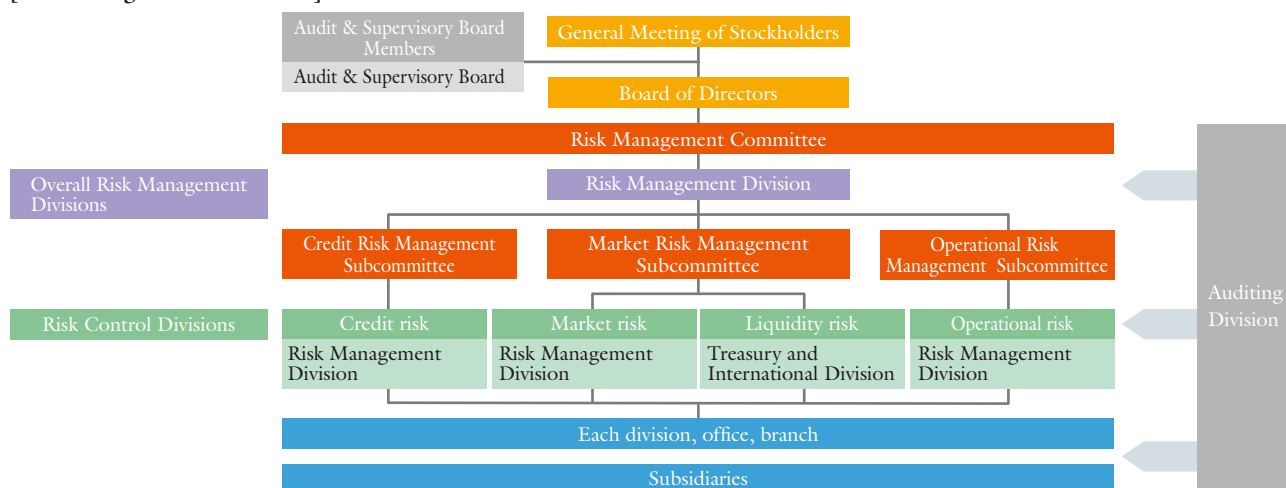 Audit & Supervisory Board
Members
Audit & Supervisory Board
General Meeting of Stockholders
Board of Directors
Risk Management Committee
Overall Risk Management
Divisions
Risk Management Division
Credit Risk Management
Subcommittee
Market Risk Management
Subcommittee
Operational Risk
Management Subcommittee
Auditing
Division
Risk Control Divisions
Credit risk
Risk Management
Division
Market risk
Risk Management
Division
Liquidity risk
Treasury and
International Division
Operational risk
Risk Management
Division
Each division, office, branch
Subsidiaries